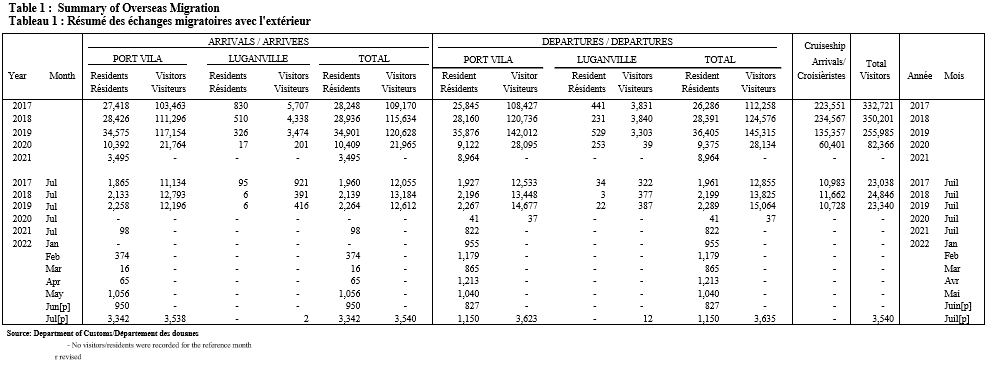 Table 1 : Summary of Overseas Migration
Tableau 1 : Résumé des échanges migratoires avec l'extérieur
ARRIVALS / ARRIVEES DEPARTURES / DEPARTURES Cruiseship
PORT VILA LUGANVILLE TOTAL PORT VILA LUGANVILLE TOTAL Arrivals/ Total
Year Month Residents Visitors Residents Visitors Residents Visitors Resident Visitor Residents Visitors Resident Visitors Croisièristes Visitors Année Mois
Résidents Visiteurs Résidents Visiteurs Résidents Visiteurs Résidents Visiteurs Résidents Visiteurs Résidents Visiteurs
2017 27,418 103,463 830 5,707 28,248 109,170 25,845 108,427 441 3,831 26,286 112,258 223,551 332,721 2017
2018 28,426 111,296 510 4,338 28,936 115,634 28,160 120,736 231 3,840 28,391 124,576 234,567 350,201 2018
2019 34,575 117,154 326 3,474 34,901 120,628 35,876 142,012 529 3,303 36,405 145,315 135,357 255,985 2019
2020 10,392 21,764 17 201 10,409 21,965 9,122 28,095 253 39 9,375 28,134 60,401 82,366 2020
2021 3,495 - - - 3,495 - 8,964 - - - 8,964 - - - 2021
2017 Jul 1,865 11,134 95 921 1,960 12,055 1,927 12,533 34 322 1,961 12,855 10,983 23,038 2017 Juil
2018 Jul 2,133 12,793 6 391 2,139 13,184 2,196 13,448 3 377 2,199 13,825 11,662 24,846 2018 Juil
2019 Jul 2,258 12,196 6 416 2,264 12,612 2,267 14,677 22 387 2,289 15,064 10,728 23,340 2019 Juil
2020 Jul - - - - - - 41 37 - - 41 37 - - 2020 Juil
2021 Jul 98 - - - 98 - 822 - - - 822 - - - 2021 Juil
2022 Jan - - - - - - 955 - - - 955 - - - 2022 Jan
Feb 374 - - - 374 - 1,179 - - - 1,179 - - - Feb
Mar 16 - - - 16 - 865 - - - 865 - - - Mar
Apr 65 - - - 65 - 1,213 - - - 1,213 - - - Avr
May 1,056 - - - 1,056 - 1,040 - - - 1,040 - - - Mai
Jun[p] 950 - - - 950 - 827 - - - 827 - - - Juin[p]
Jul[p] 3,342 3,538 - 2 3,342 3,540 1,150 3,623 - 12 1,150 3,635 - 3,540 Juil[p]
Source: Department of Customs/Département des douanes
- No visitors/residents were recorded for the reference month
r revised